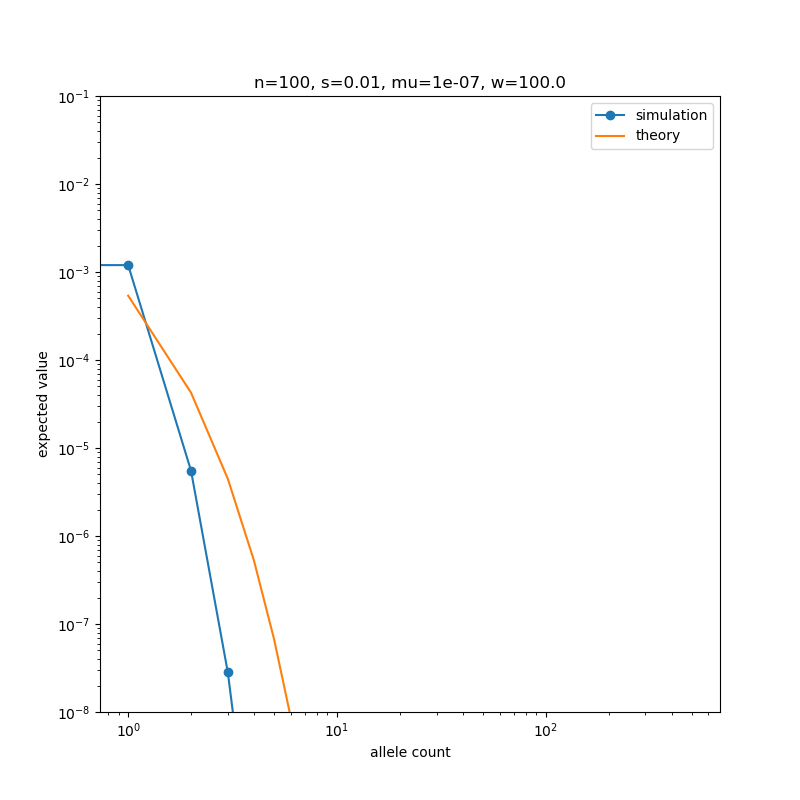 n=100, s=0.01, mu=1e-07, w=100.0
simulation
theory
10⁻¹
10⁻²
10⁻³
10⁻⁴
10⁻⁵
10⁻⁶
10⁻⁷
10⁻⁸
expected value
10⁰ 10¹ 10²
allele count